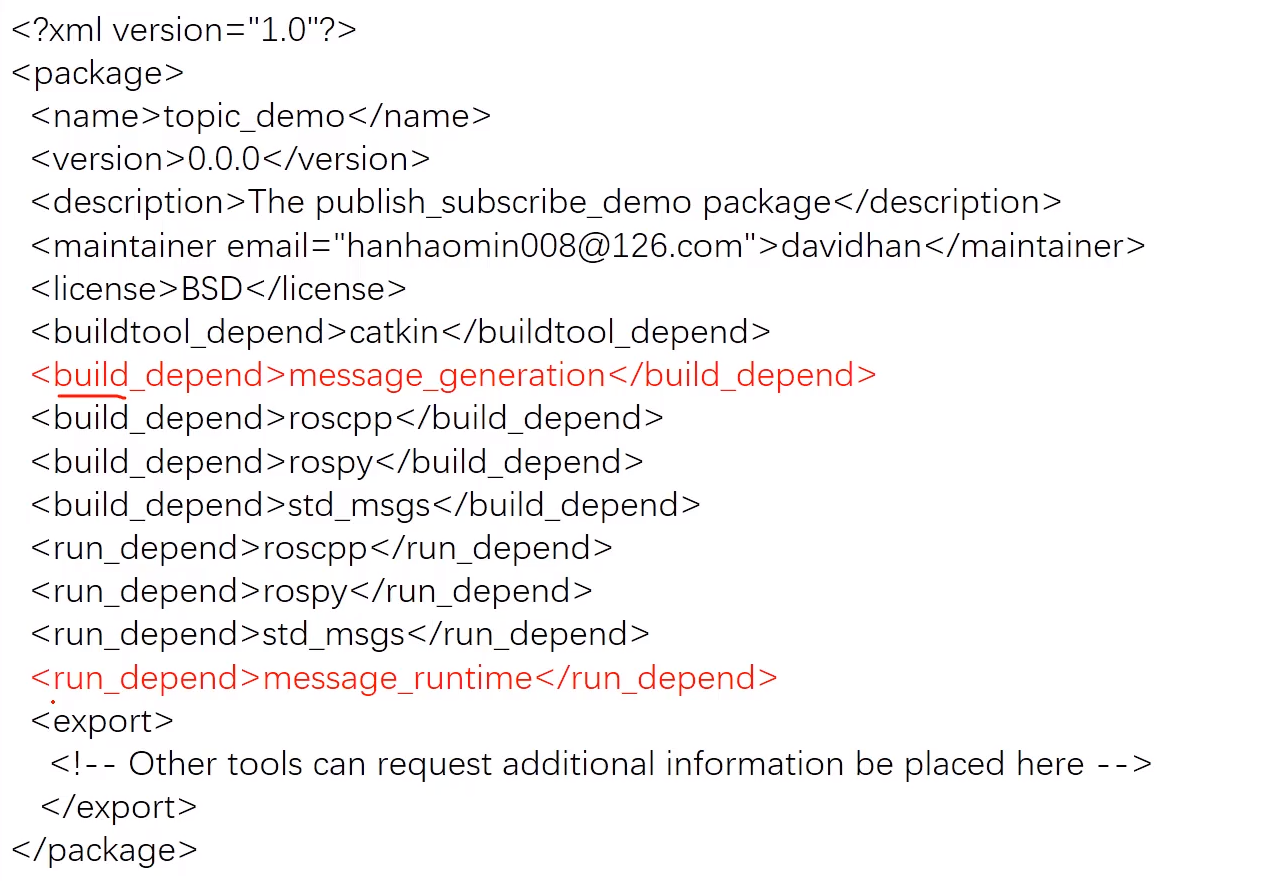 <?xml version="1.0"?>
<package>
<name>topic_demo</name>
<version>0.0.0</version>
<description>The publish_subscribe_demo package</description>
<maintainer email="hanhaomin008@126.com">davidhan</maintainer>
<license>BSD</license>
<buildtool_depend>catkin</buildtool_depend>
<build_depend>message_generation</build_depend>
<build_depend>roscpp</build_depend>
<build_depend>rospy</build_depend>
<build_depend>std_msgs</build_depend>
<run_depend>roscpp</run_depend>
<run_depend>rospy</run_depend>
<run_depend>std_msgs</run_depend>
<run_depend>message_runtime</run_depend>
<export>
<!-- Other tools can request additional information be placed here -->
</export>
</package>